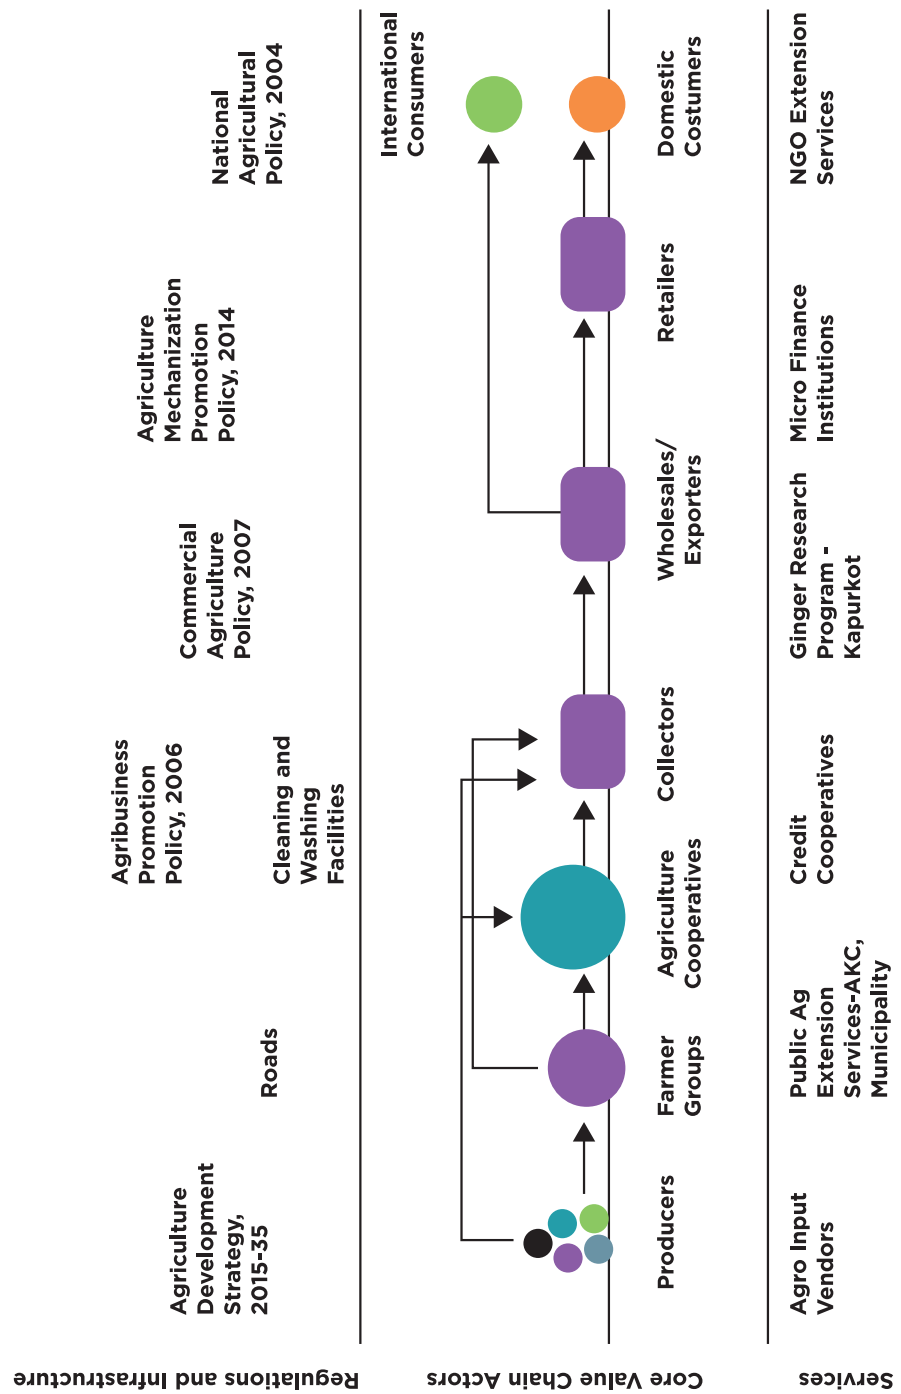 Regulations and Infrastructure
Agriculture
Development
Strategy,
2015-35
Roads
Agribusiness
Promotion
Policy, 2006
Cleaning and
Washing
Facilities
Commercial
Agriculture
Policy, 2007
Agriculture
Mechanization
Promotion
Policy, 2014
National
Agricultural
Policy, 2004
Core Value Chain Actors
International
Consumers
Producers
Farmer
Groups
Agriculture
Cooperatives
Collectors
Wholesales/
Exporters
Retailers
Domestic
Costumers
Services
Agro Input
Vendors
Public Ag
Extension
Services-AKC,
Municipality
Credit
Cooperatives
Ginger Research
Program -
Kapurkot
Micro Finance
Institutions
NGO Extension
Services